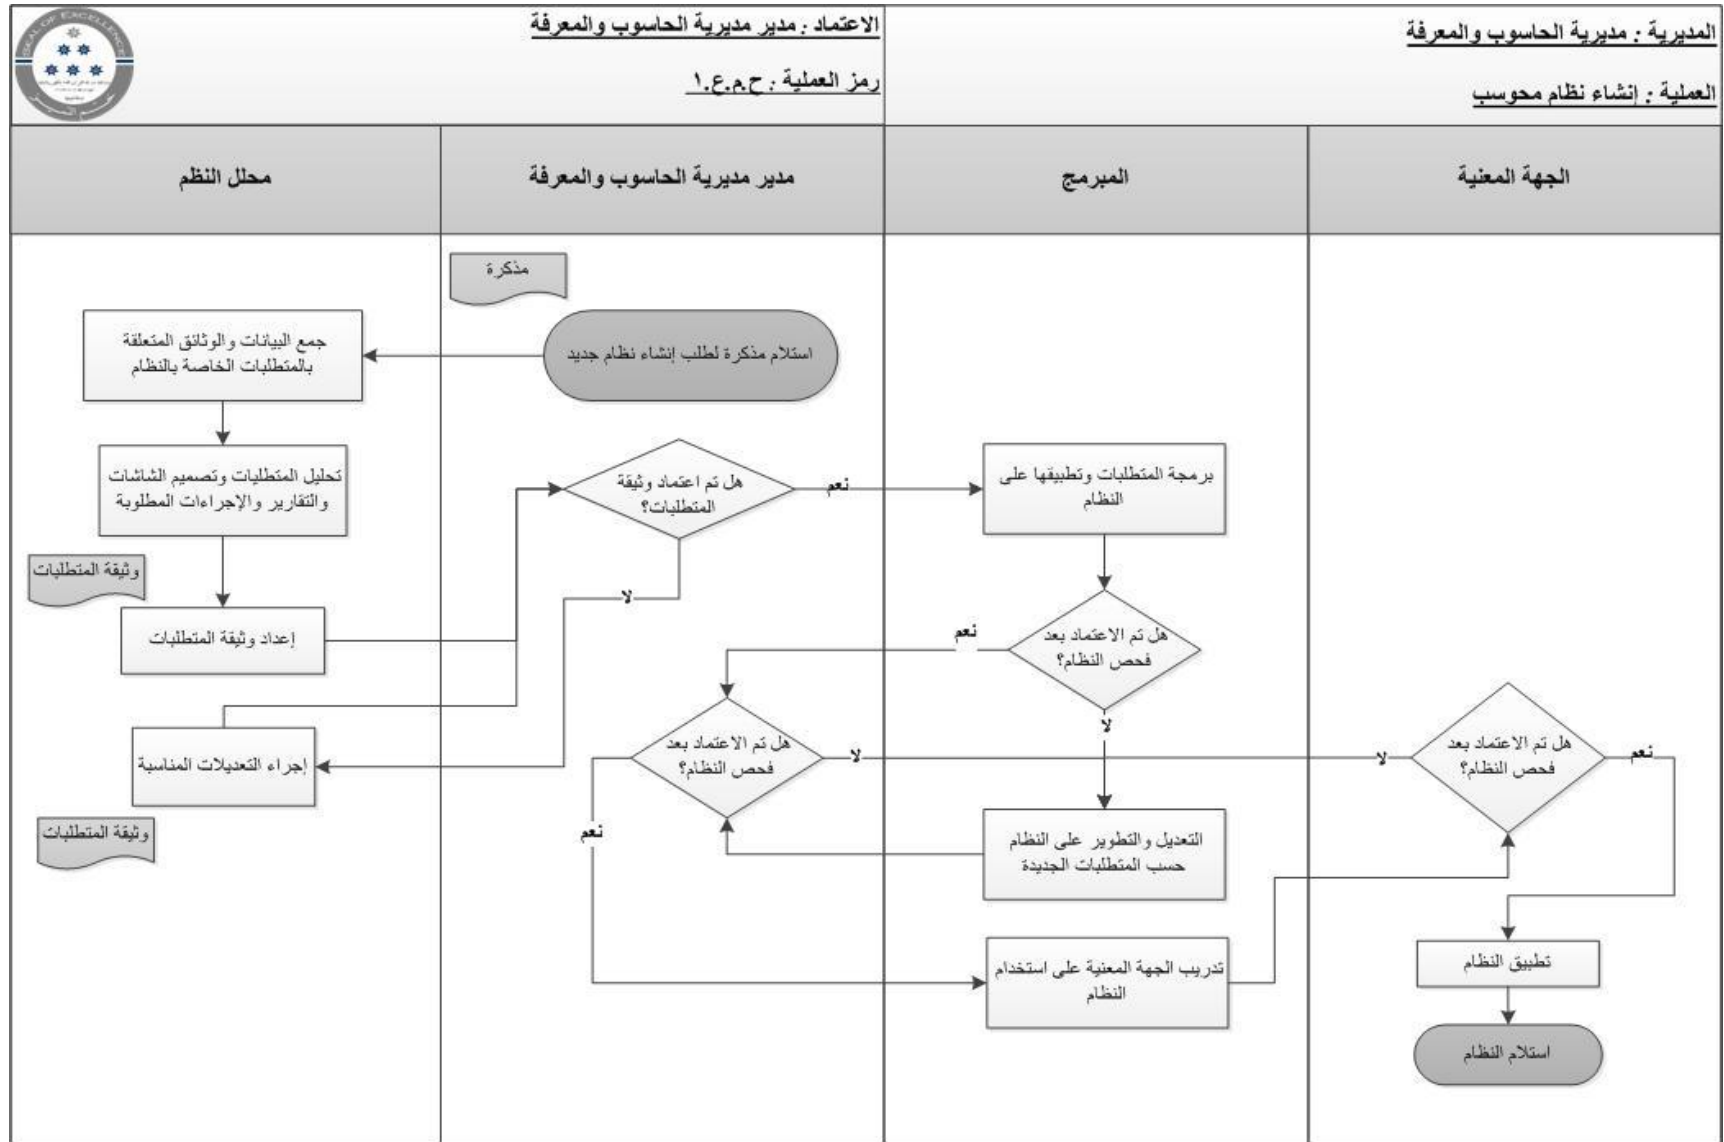 المديرية : مديرية الحاسوب والمعرفة
العملية : إنشاء نظام محوسب
الاعتماد : مدير مديرية الحاسوب والمعرفة
رمز العملية : ح.م.ع.١
SEAL OF EXCELLENCE
ختم التميز
الجهة المعنية
المبرمج
مدير مديرية الحاسوب والمعرفة
محلل النظم
مذكرة
استلام مذكرة لطلب إنشاء نظام جديد
جمع البيانات والوثائق المتعلقة
بالمتطلبات الخاصة بالنظام
تحليل المتطلبات وتصميم الشاشات
والتقارير والإجراءات المطلوبة
وثيقة المتطلبات
إعداد وثيقة المتطلبات
هل تم اعتماد وثيقة
المتطلبات؟
نعم
لا
إجراء التعديلات المناسبة
وثيقة المتطلبات
برمجة المتطلبات وتطبيقها على
النظام
هل تم الاعتماد بعد
فحص النظام؟
نعم
لا
هل تم الاعتماد بعد
فحص النظام؟
لا
نعم
التعديل والتطوير على النظام
حسب المتطلبات الجديدة
تدريب الجهة المعنية على استخدام
النظام
هل تم الاعتماد بعد
فحص النظام؟
لا
نعم
تطبيق النظام
استلام النظام